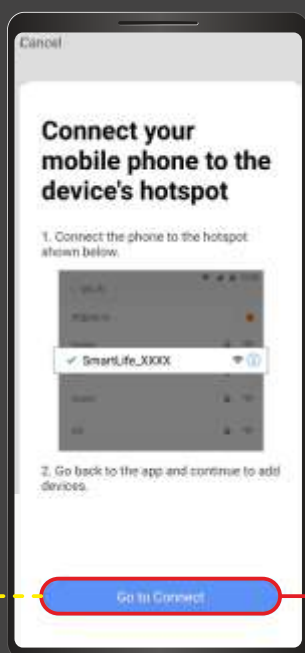 Cancel
Connect your
mobile phone to the
device's hotspot
1. Connect the phone to the hotspot
shown below.
SmartLife_XXXX
2. Go back to the app and continue to add
devices.
Go to Connect